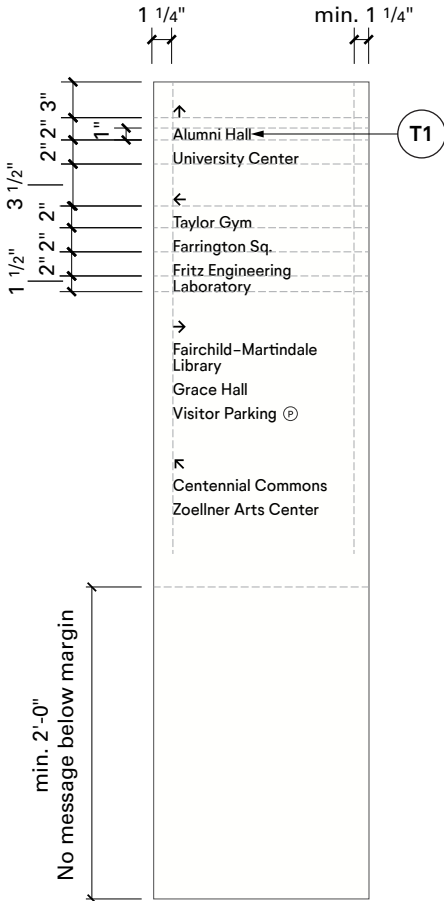 1 1/4"
min. 1 1/4"
3"
2"
1"
2"
3 1/2"
2"
2"
2"
1 1/2"
↑
Alumni Hall
T1
University Center
←
Taylor Gym
Farrington Sq.
Fritz Engineering
Laboratory
→
Fairchild–Martindale
Library
Grace Hall
Visitor Parking Ⓟ
↖
Centennial Commons
Zoellner Arts Center
min. 2'-0"
No message below margin